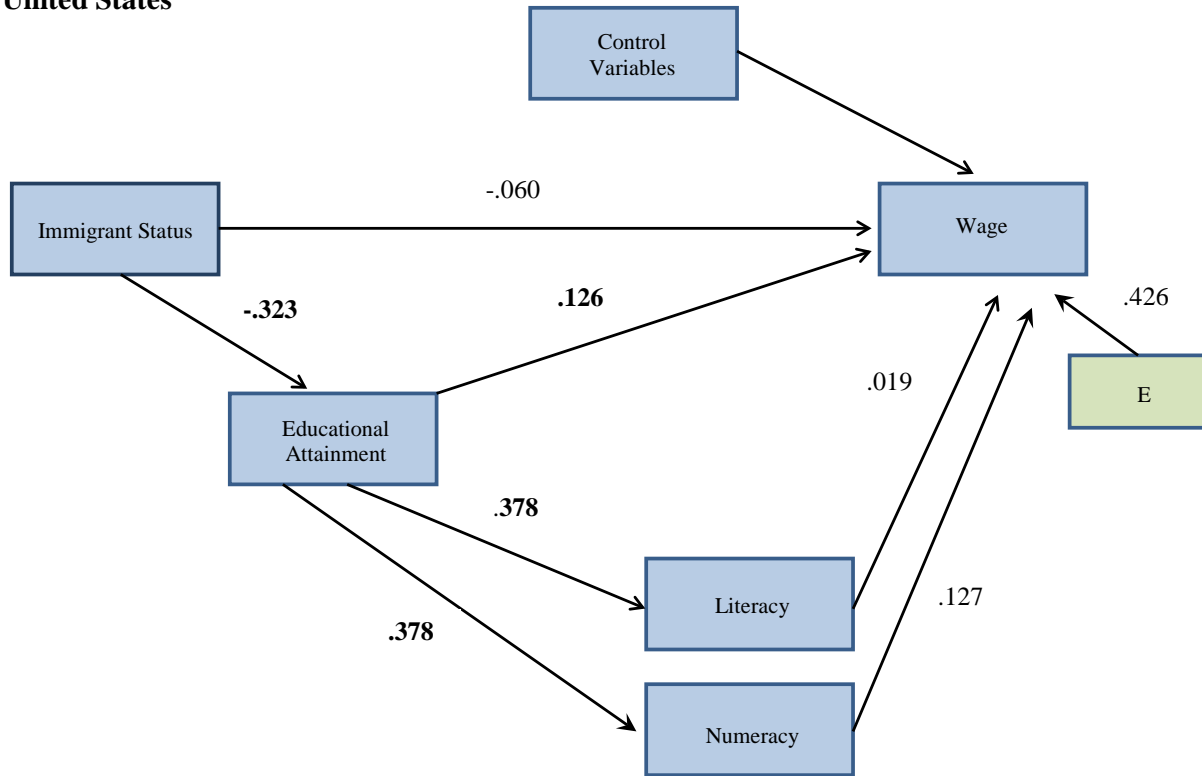 United States
Control
Variables
-.060
Immigrant Status
Wage
-.323
.126
.426
.019
E
Educational
Attainment
.378
Literacy
.127
.378
Numeracy